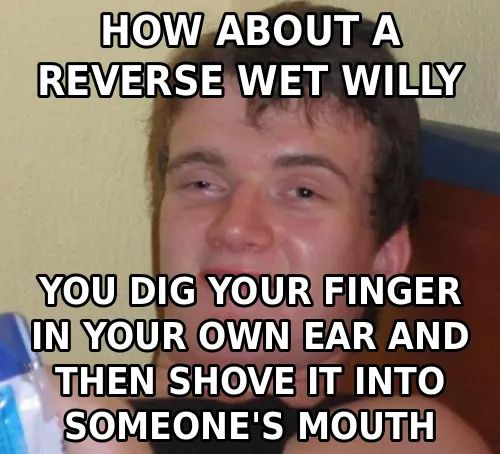 HOW ABOUT A
REVERSE WET WILLY
YOU DIG YOUR FINGER
IN YOUR OWN EAR AND
THEN SHOVE IT INTO
SOMEONE'S MOUTH